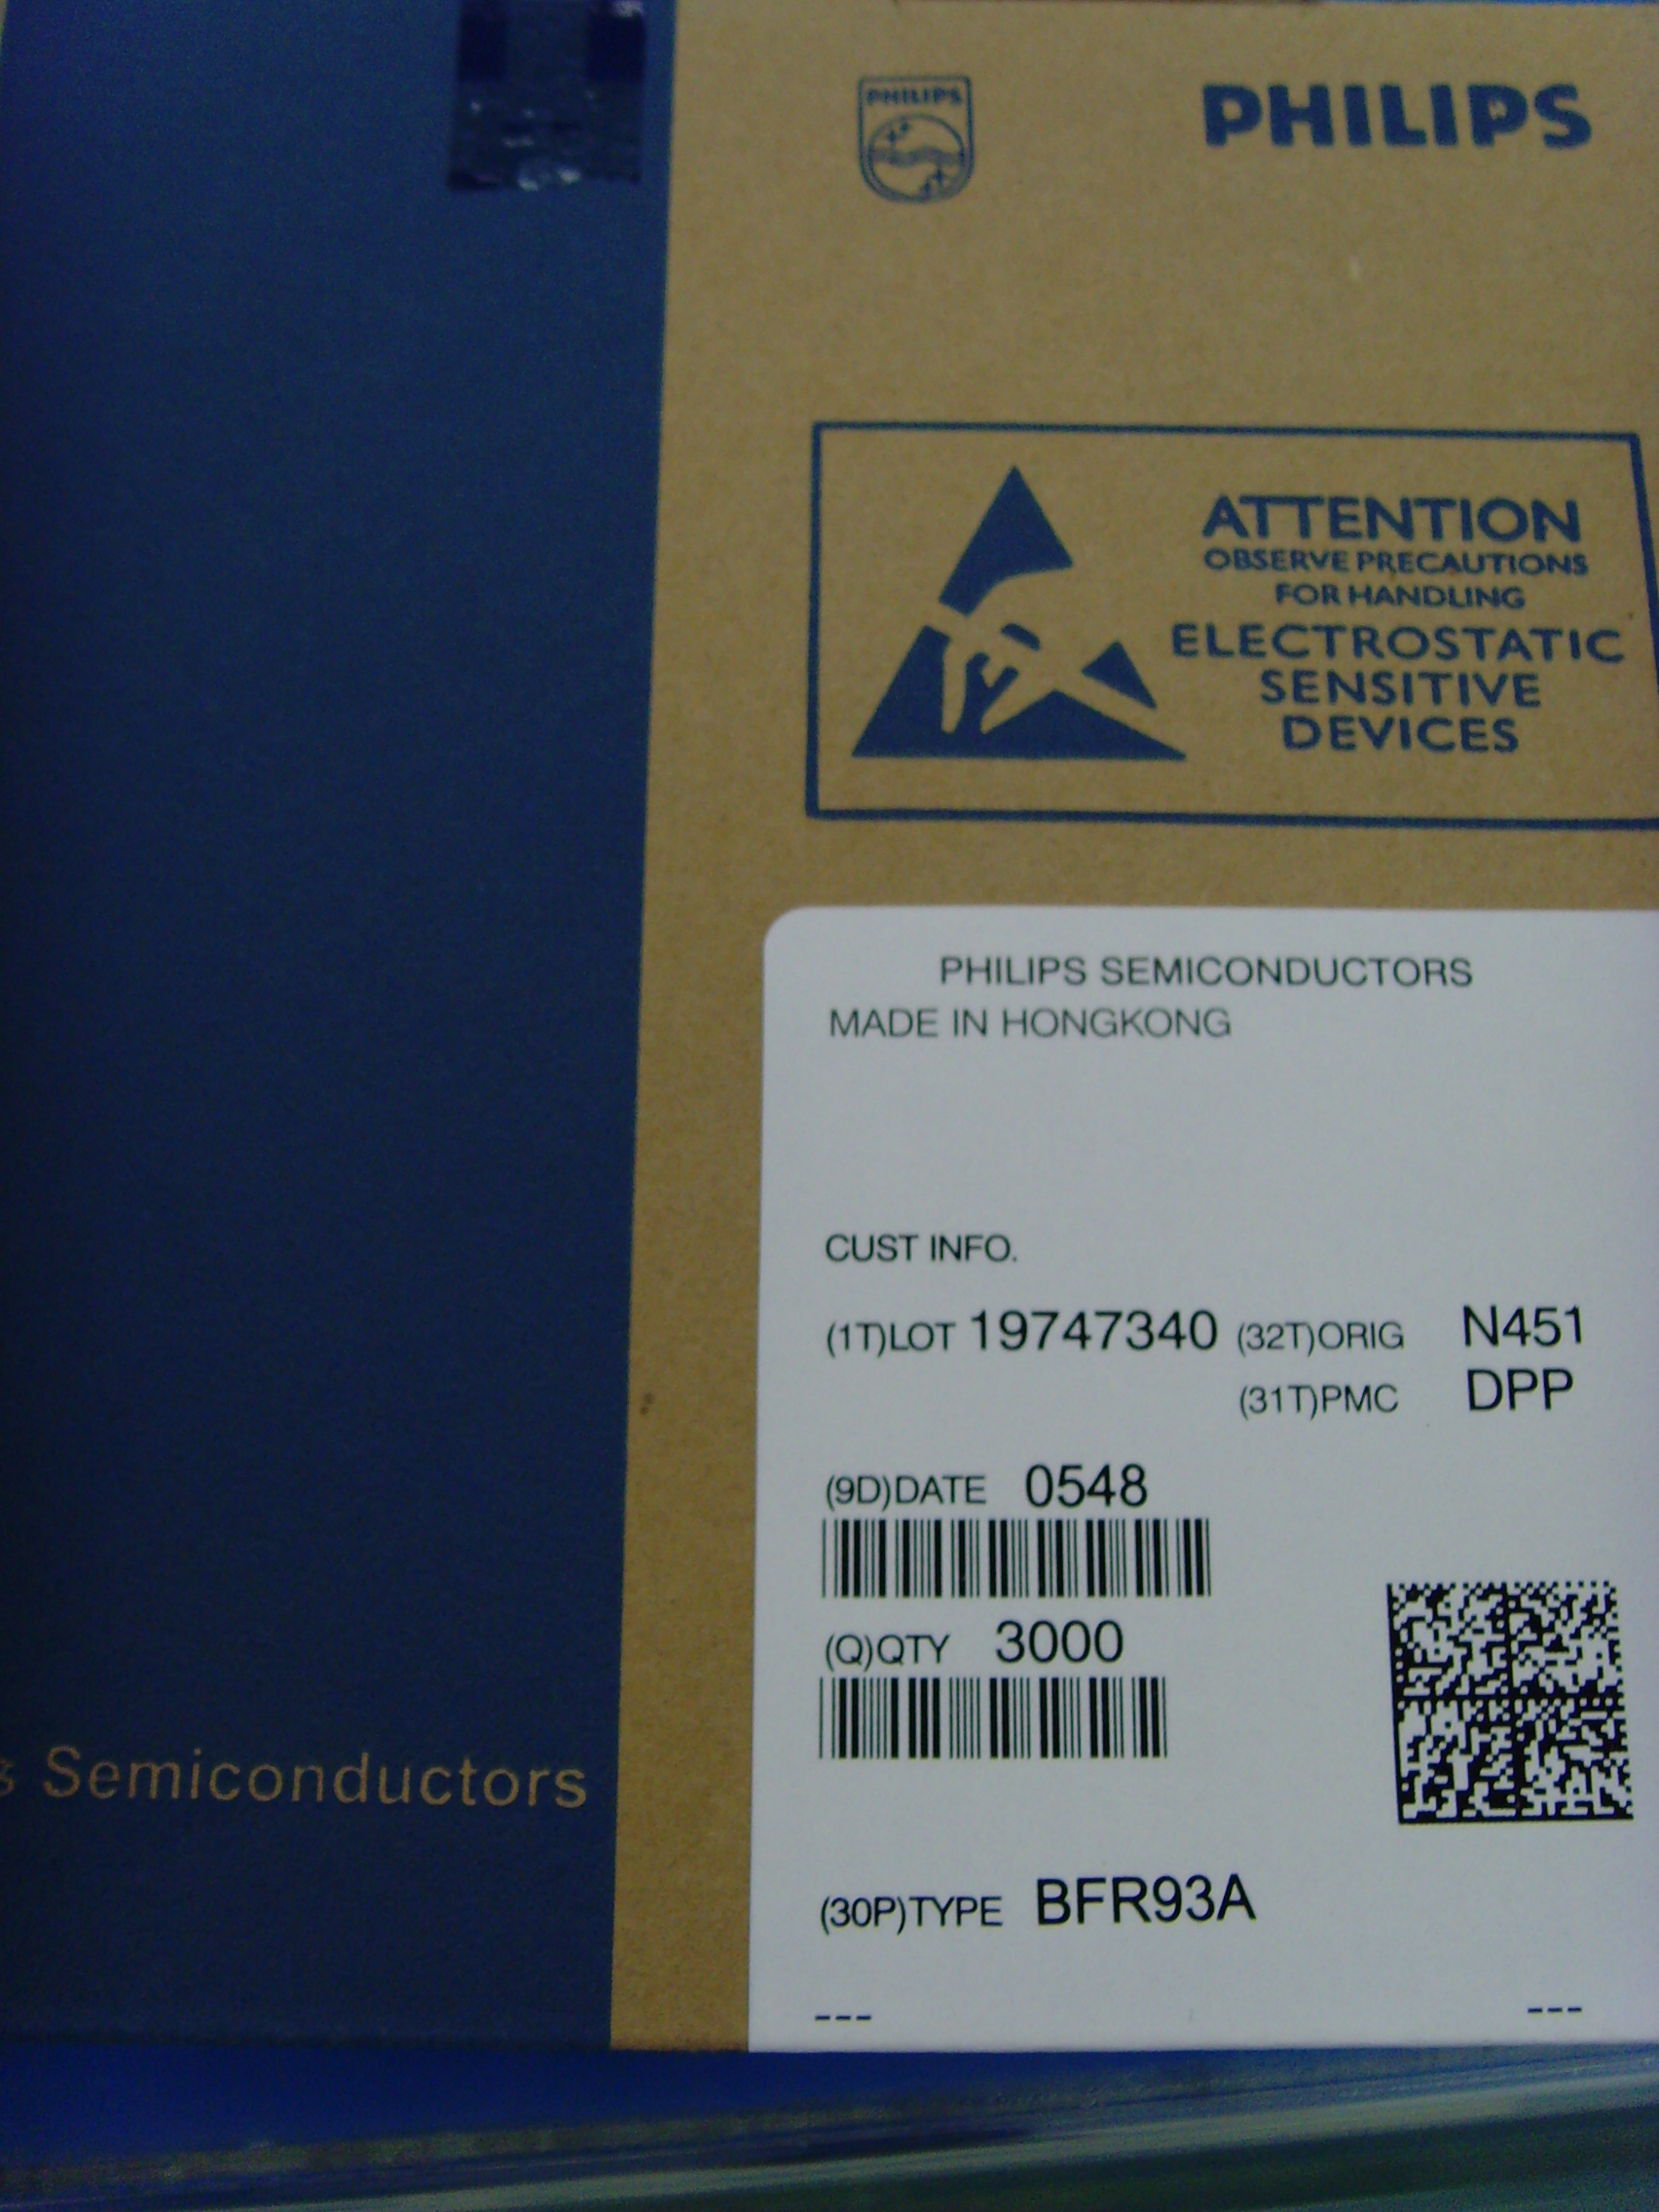 PHILIPS
PHILIPS
ATTENTION
OBSERVE PRECAUTIONS
FOR HANDLING
ELECTROSTATIC
SENSITIVE
DEVICES
PHILIPS SEMICONDUCTORS
MADE IN HONGKONG
CUST INFO.
(1T)LOT 19747340 (32T)ORIG N451
(31T)PMC DPP
(9D)DATE 0548
(Q)QTY 3000
(30P)TYPE BFR93A
--- ---
s Semiconductors